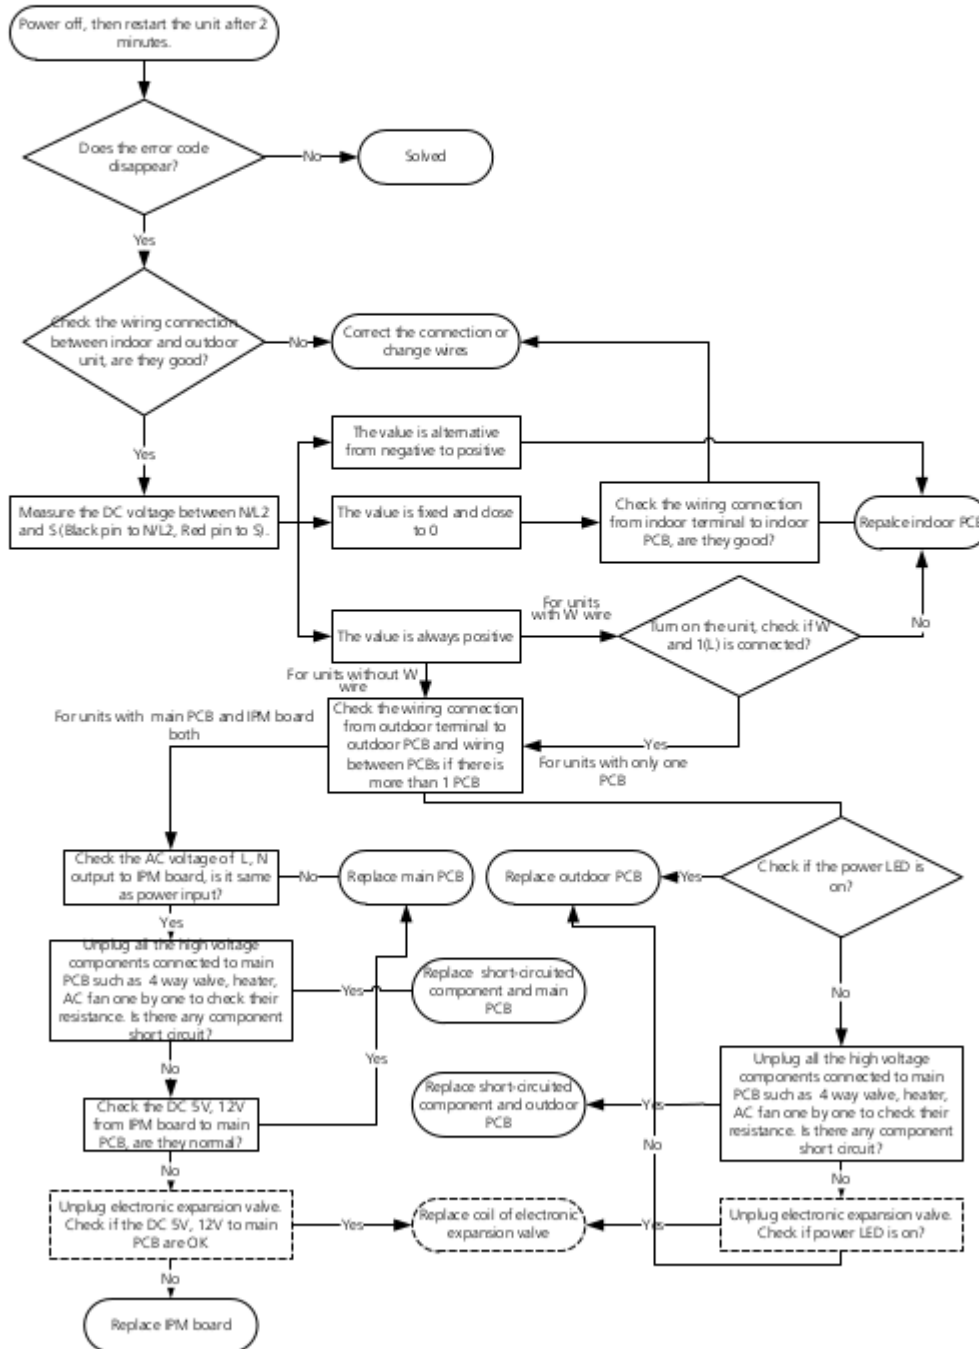 Power off, then restart the unit after 2
minutes.
Does the error code
disappear?
No
Solved
Yes
Check the wiring connection
between indoor and outdoor
unit, are they good?
No
Correct the connection or
change wires
Yes
The value is alternative
from negative to positive
Measure the DC voltage between N/L2
and S (Black pin to N/L2, Red pin to S).
The value is fixed and close
to 0
Check the wiring connection
from indoor terminal to indoor
PCB, are they good?
Repalce indoor PCB
For units
with W wire
The value is always positive
Turn on the unit, check if W
and 1(L) is connected?
No
For units without W
wire
For units with main PCB and IPM board
both
Check the wiring connection
from outdoor terminal to
outdoor PCB and wiring
between PCBs if there is
more than 1 PCB
Yes
For units with only one
PCB
Check the AC voltage of L, N
output to IPM board, is it same
as power input?
No
Replace main PCB
Replace outdoor PCB
Yes
Check if the power LED is
on?
Yes
Unplug all the high voltage
components connected to main
PCB such as 4 way valve, heater,
AC fan one by one to check their
resistance. Is there any component
short circuit?
Yes
Replace short-circuited
component and main
PCB
No
No
Yes
Check the DC 5V, 12V
from IPM board to main
PCB, are they normal?
Replace short-circuited
component and outdoor
PCB
Yes
Unplug all the high voltage
components connected to main
PCB such as 4 way valve, heater,
AC fan one by one to check their
resistance. Is there any component
short circuit?
No
No
No
Unplug electronic expansion valve.
Check if the DC 5V, 12V to main
PCB are OK
Yes
Replace coil of electronic
expansion valve
Yes
Unplug electronic expansion valve.
Check if power LED is on?
No
Replace IPM board